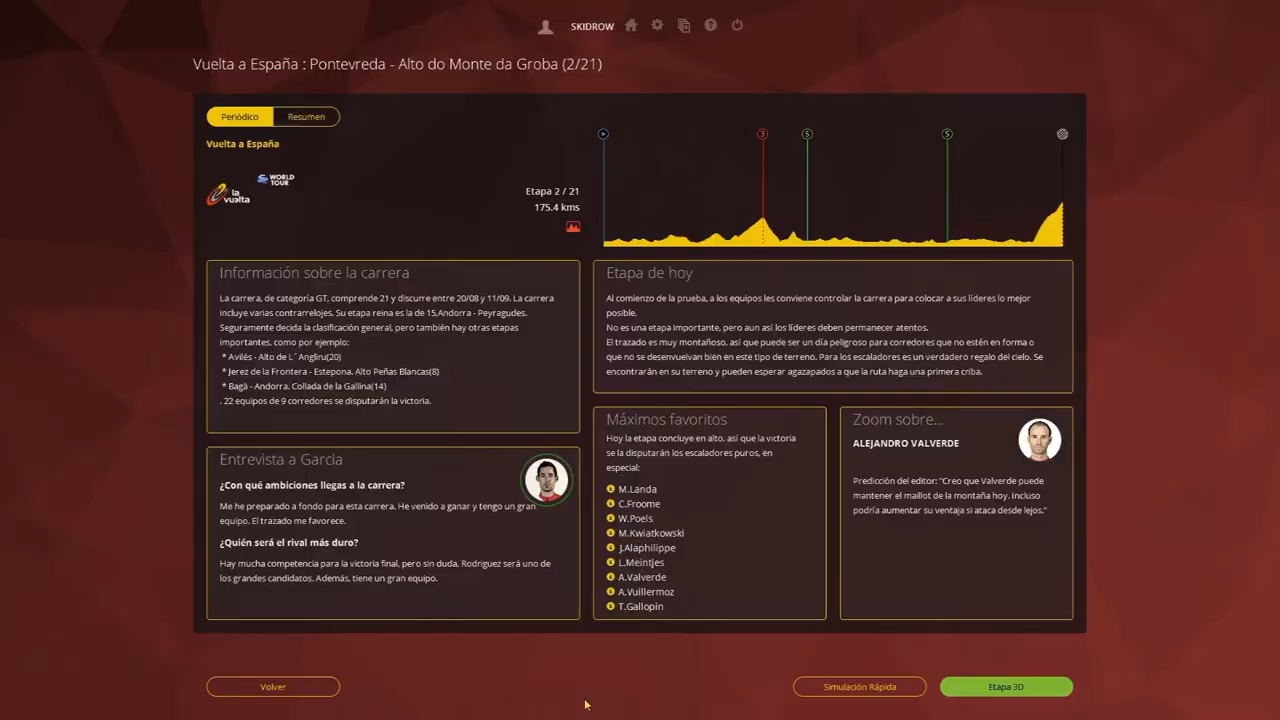 SKIDROW
Vuelta a España : Pontevreda - Alto do Monte da Groba (2/21)
Periódico
Resumen
Vuelta a España
la vuelta
WORLD TOUR
Etapa 2 / 21
175.4 kms
3
S
S
Información sobre la carrera
La carrera, de categoría GT, comprende 21 y discurre entre 20/08 y 11/09. La carrera
incluye varias contrarrelojes. Su etapa reina es la de 15,Andorra - Peyragudes.
Seguramente decida la clasificación general, pero también hay otras etapas
importantes, como por ejemplo:
* Avilés - Alto de L´Angliru(20)
* Jerez de la Frontera - Estepona. Alto Peñas Blancas(8)
* Bagà - Andorra. Collada de la Gallina(14)
. 22 equipos de 9 corredores se disputarán la victoria.
Etapa de hoy
Al comienzo de la prueba, a los equipos les conviene controlar la carrera para colocar a sus líderes lo mejor
posible.
No es una etapa importante, pero aun así los líderes deben permanecer atentos.
El trazado es muy montañoso, así que puede ser un día peligroso para corredores que no estén en forma o
que no se desenvuelvan bien en este tipo de terreno. Para los escaladores es un verdadero regalo del cielo. Se
encontrarán en su terreno y pueden esperar agazapados a que la ruta haga una primera criba.
Entrevista a Garcia
¿Con qué ambiciones llegas a la carrera?
Me he preparado a fondo para esta carrera. He venido a ganar y tengo un gran
equipo. El trazado me favorece.
¿Quién será el rival más duro?
Hay mucha competencia para la victoria final, pero sin duda, Rodriguez será uno de
los grandes candidatos. Además, tiene un gran equipo.
Máximos favoritos
Hoy la etapa concluye en alto, así que la victoria
se la disputarán los escaladores puros, en
especial:
M.Landa
C.Froome
W.Poels
M.Kwiatkowski
J.Alaphilippe
L.Meintjes
A.Valverde
A.Vuillermoz
T.Gallopin
Zoom sobre...
ALEJANDRO VALVERDE
Predicción del editor: "Creo que Valverde puede
mantener el maillot de la montaña hoy. Incluso
podría aumentar su ventaja si ataca desde lejos."
Volver
Simulación Rápida
Etapa 3D